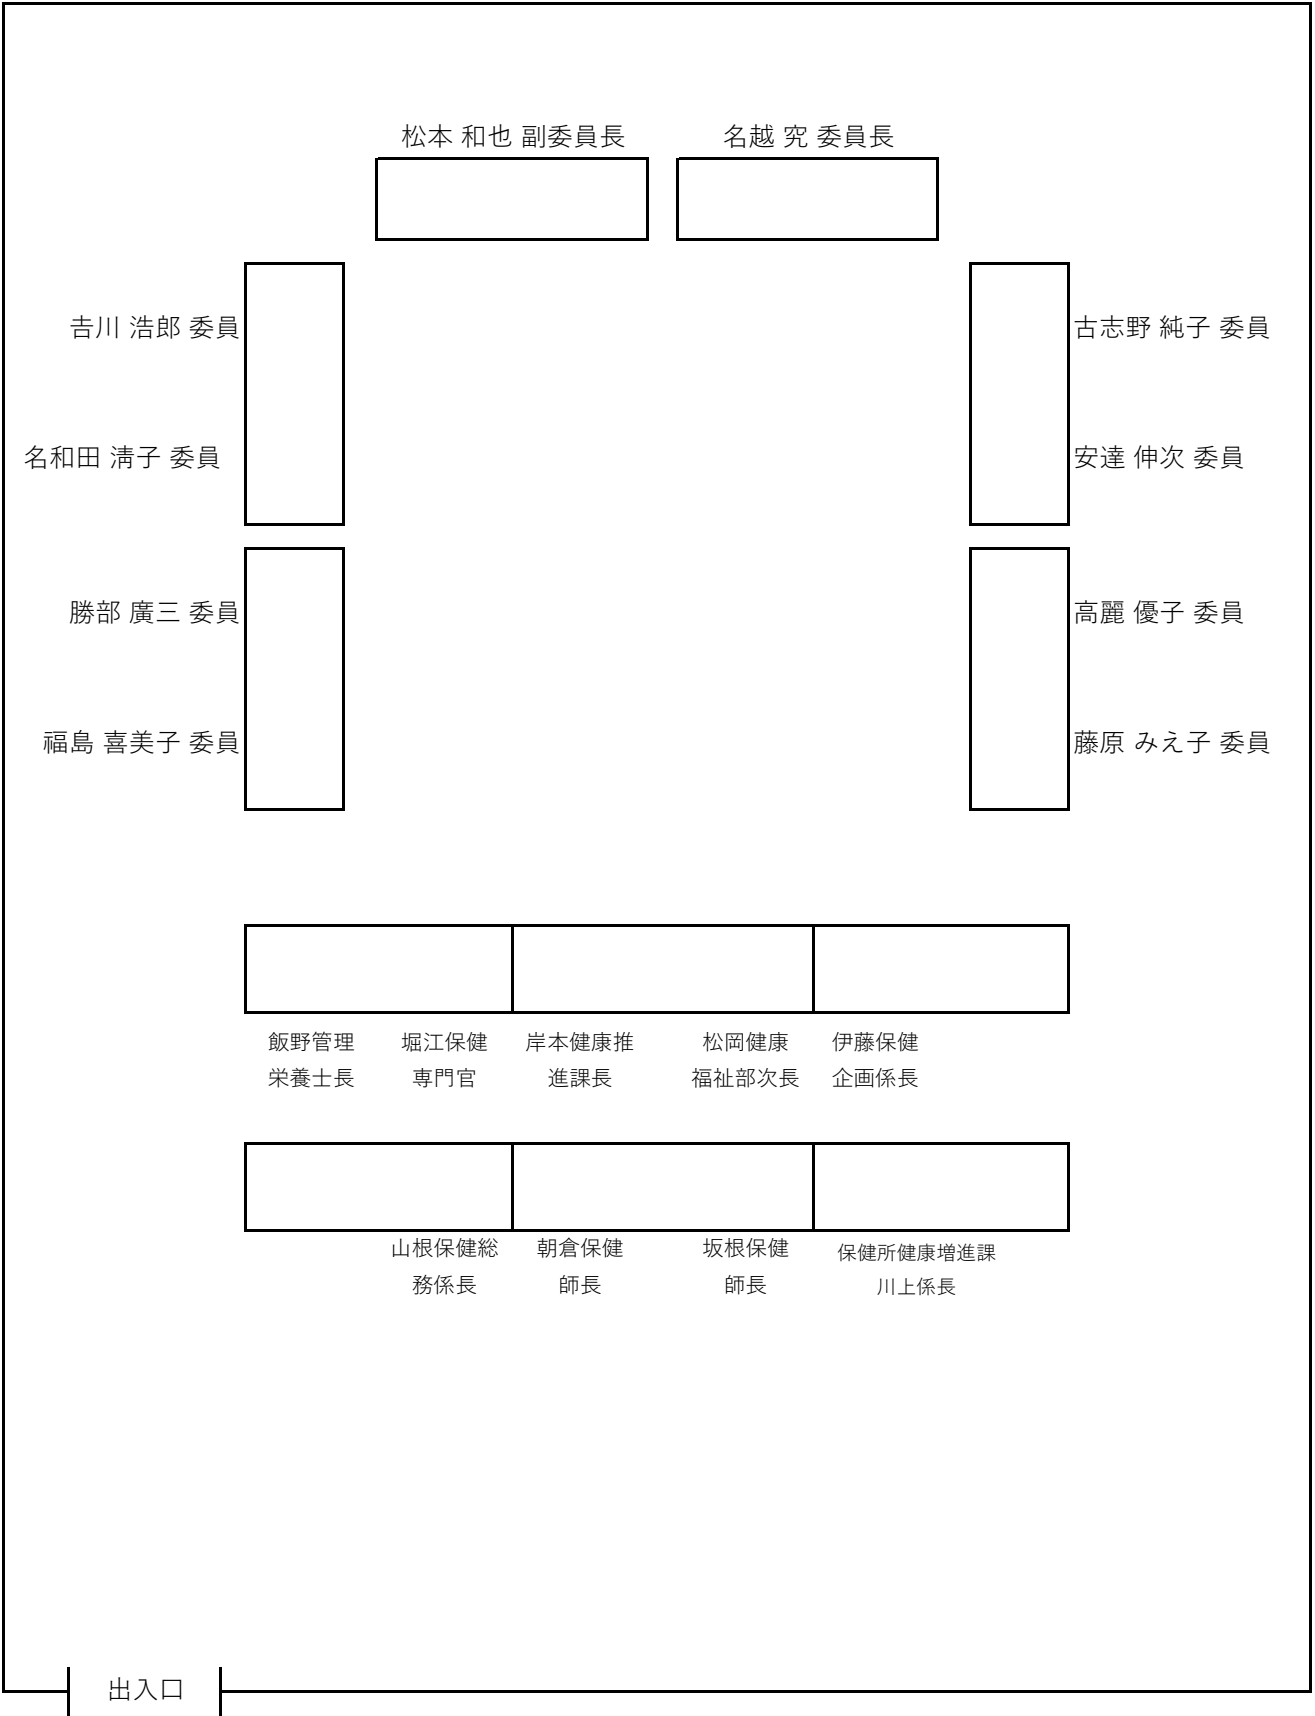 松本 和也 副委員長
名越 究 委員長
𠮷川 浩郎 委員
古志野 純子 委員
名和田 淸子 委員
安達 伸次 委員
勝部 廣三 委員
高麗 優子 委員
福島 喜美子 委員
藤原 みえ子 委員
飯野管理
栄養士長
堀江保健
専門官
岸本健康推
進課長
松岡健康
福祉部次長
伊藤保健
企画係長
山根保健総
務係長
朝倉保健
師長
坂根保健
師長
保健所健康増進課
川上係長
出入口